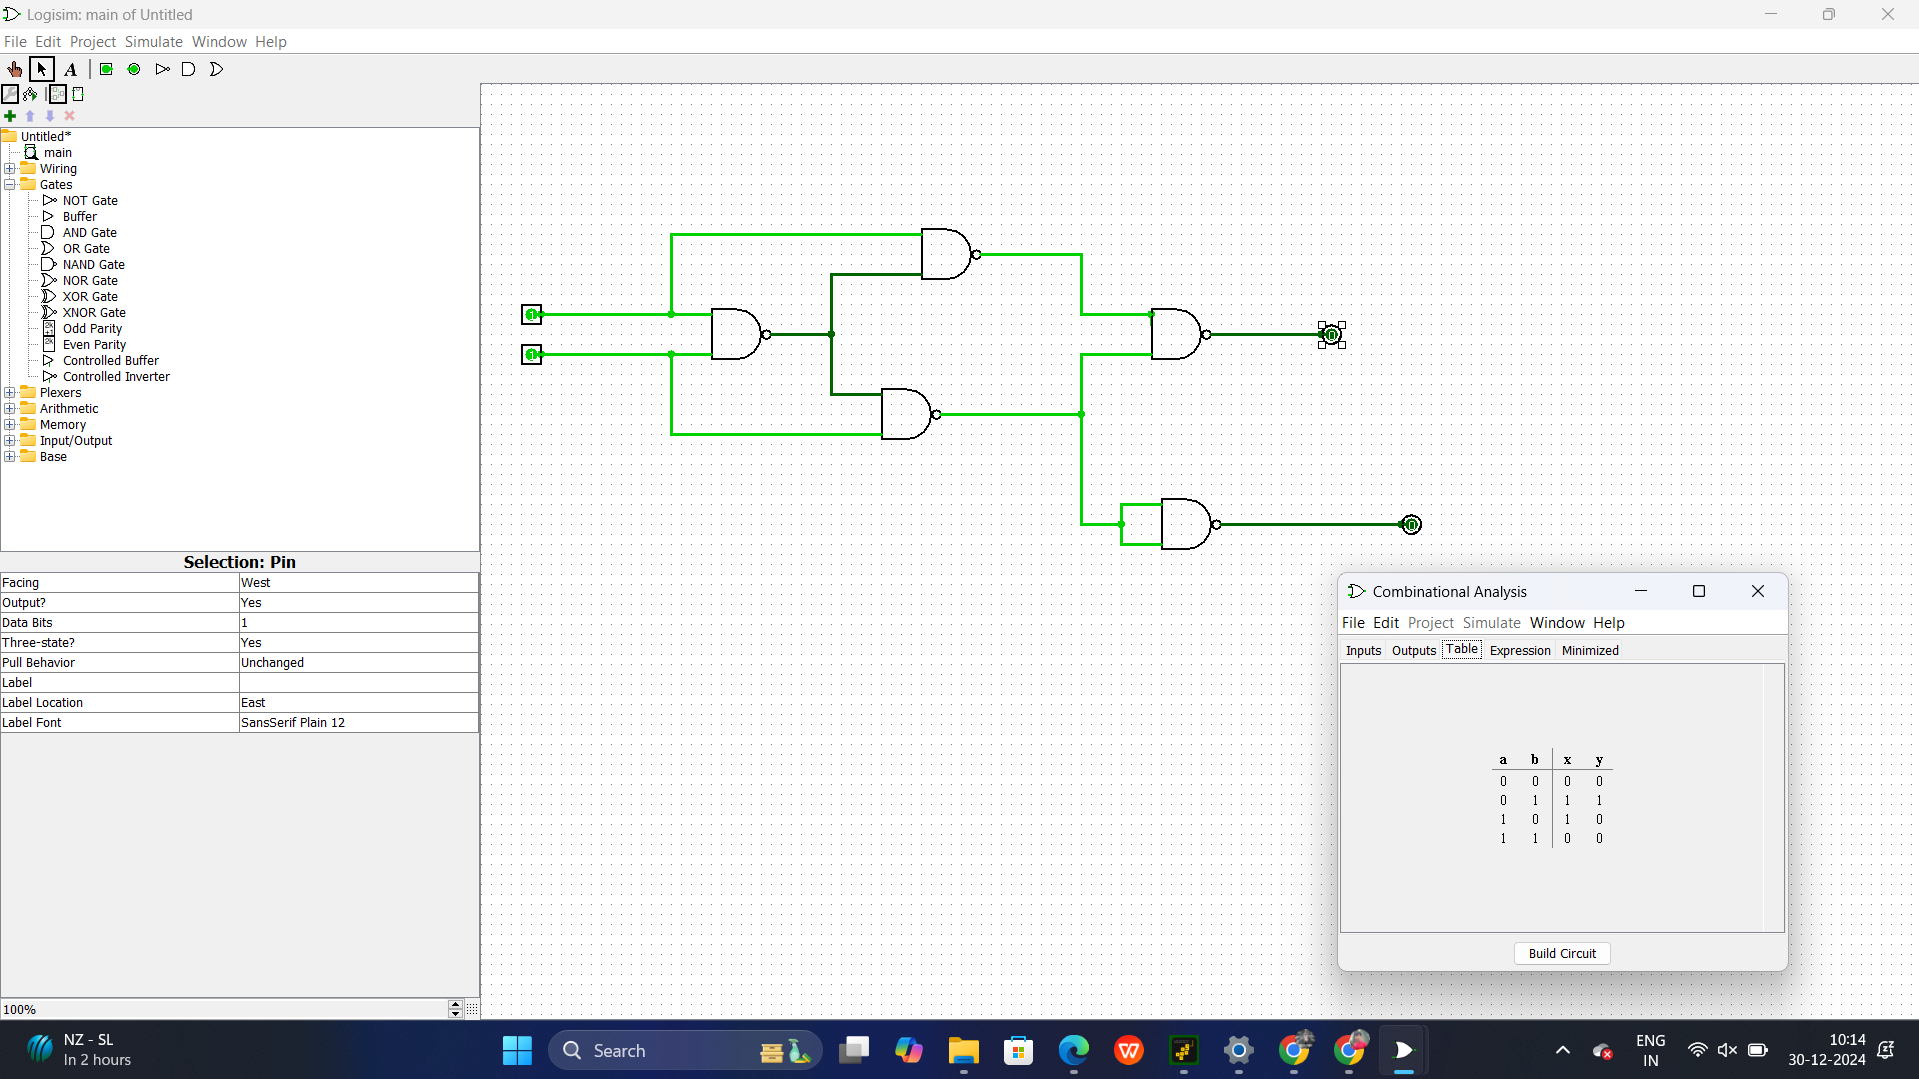 Logisim: main of Untitled
File Edit Project Simulate Window Help
A
Untitled*
main
Wiring
Gates
NOT Gate
Buffer
AND Gate
OR Gate
NAND Gate
NOR Gate
XOR Gate
XNOR Gate
2k+1 Odd Parity
2k Even Parity
Controlled Buffer
Controlled Inverter
Plexers
Arithmetic
Memory
Input/Output
Base
Selection: Pin
Facing West
Output? Yes
Data Bits 1
Three-state? Yes
Pull Behavior Unchanged
Label
Label Location East
Label Font SansSerif Plain 12
100%
1
1
0
0
Combinational Analysis
File Edit Project Simulate Window Help
Inputs Outputs Table Expression Minimized
a b x y
0 0 0 0
0 1 1 1
1 0 1 0
1 1 0 0
Build Circuit
NZ - SL
In 2 hours
Search
W
ENG
IN
10:14
30-12-2024